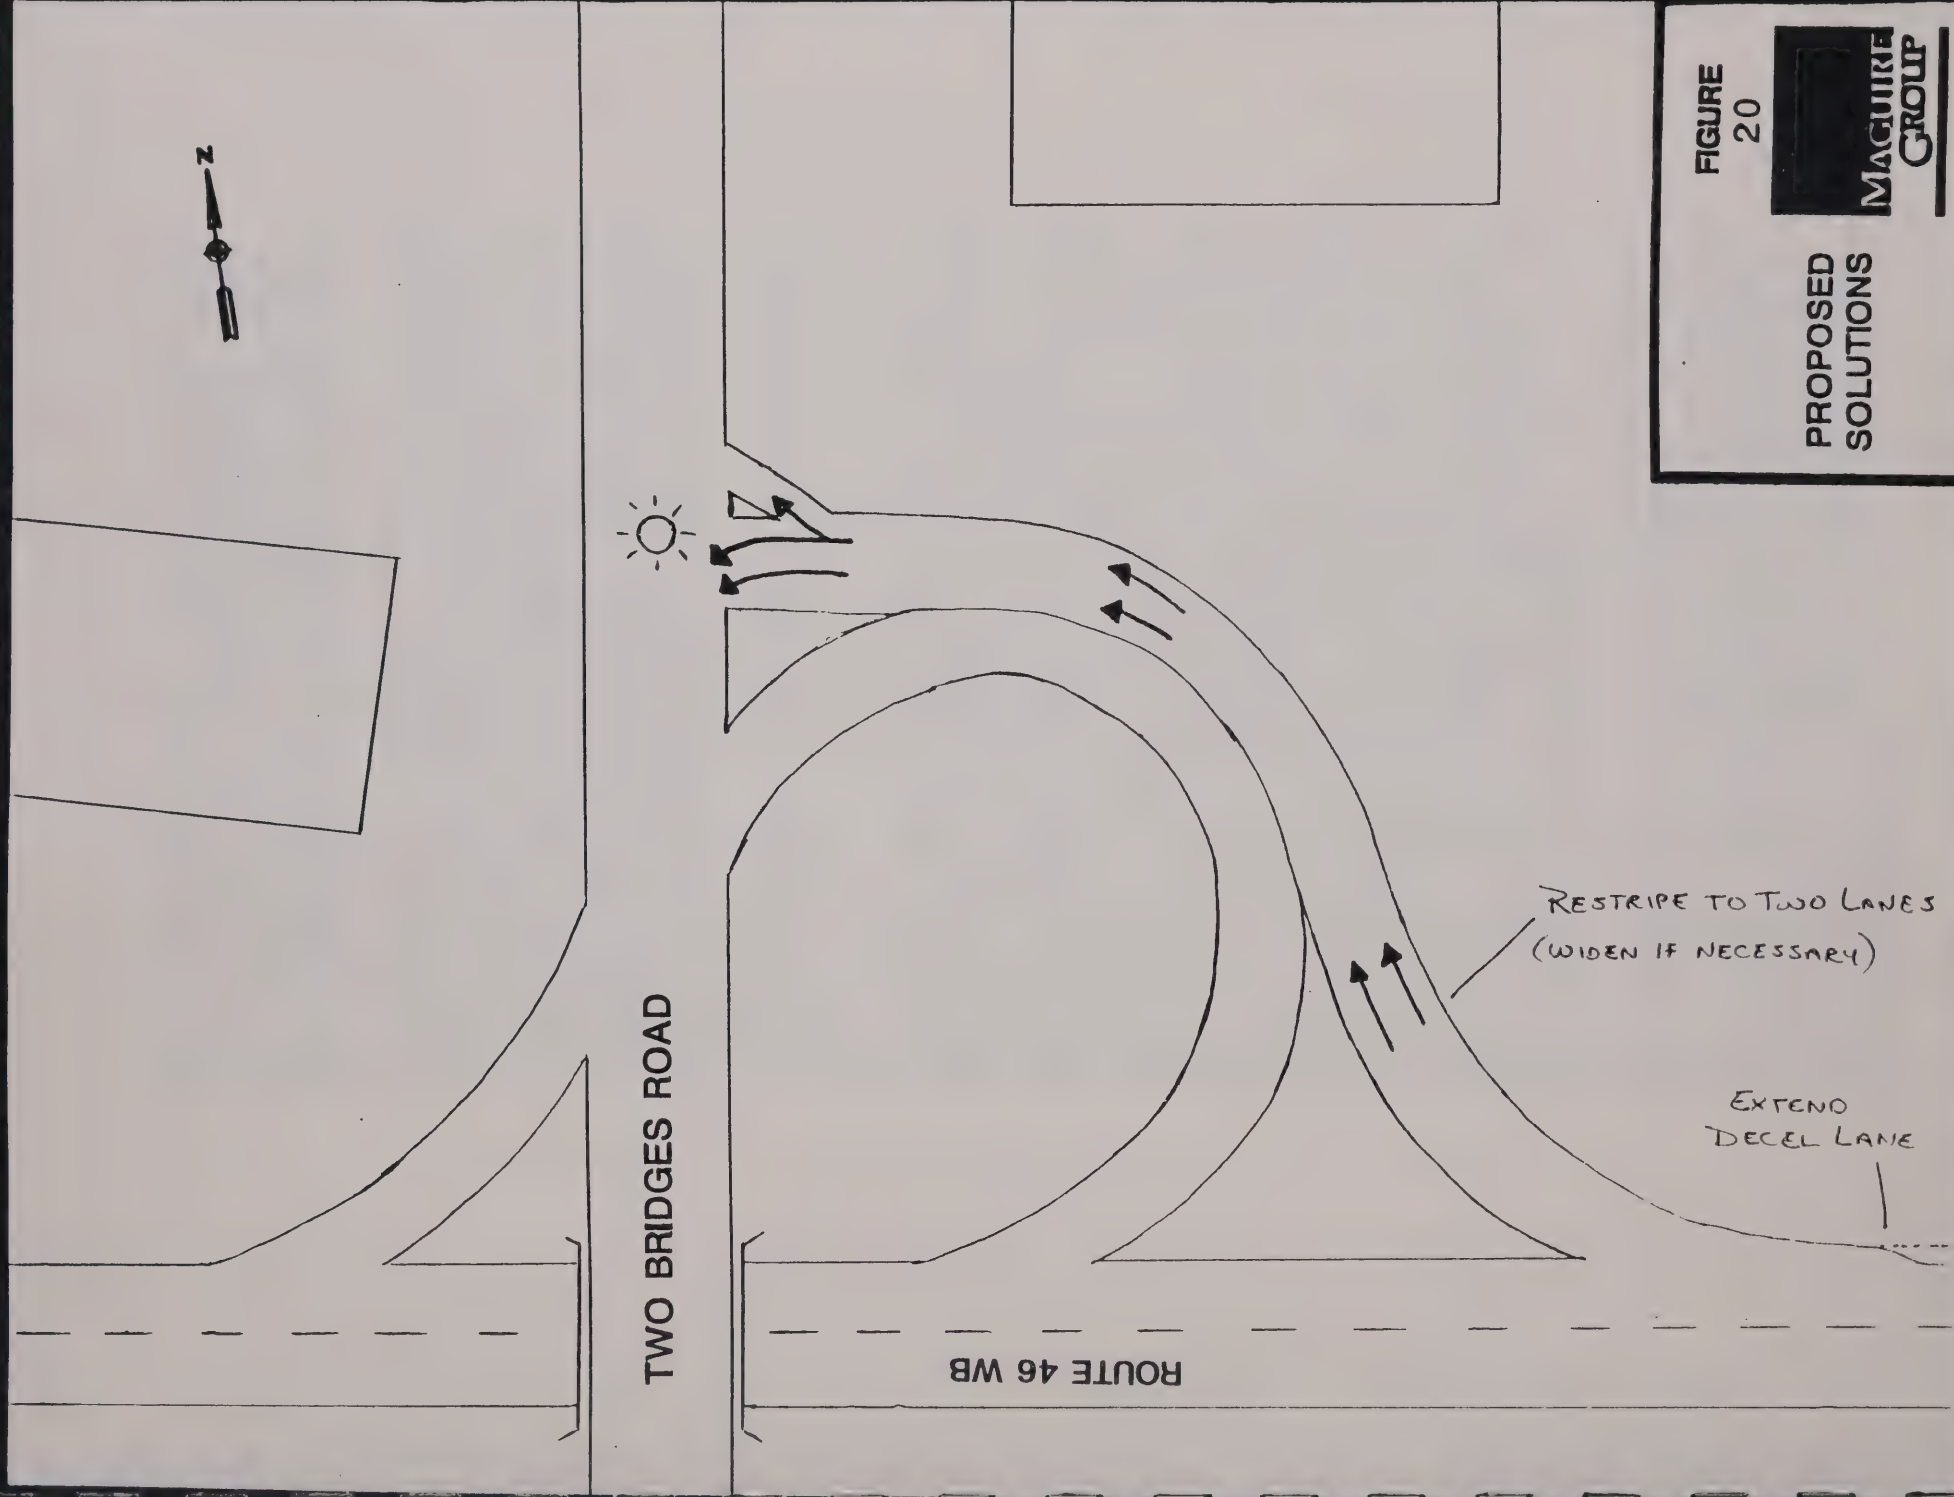 N
FIGURE
20
MAGUIRE
GROUP
PROPOSED
SOLUTIONS
RESTRIPE TO TWO LANES
(WIDEN IF NECESSARY)
EXTEND
DECEL LANE
TWO BRIDGES ROAD
ROUTE 46 WB